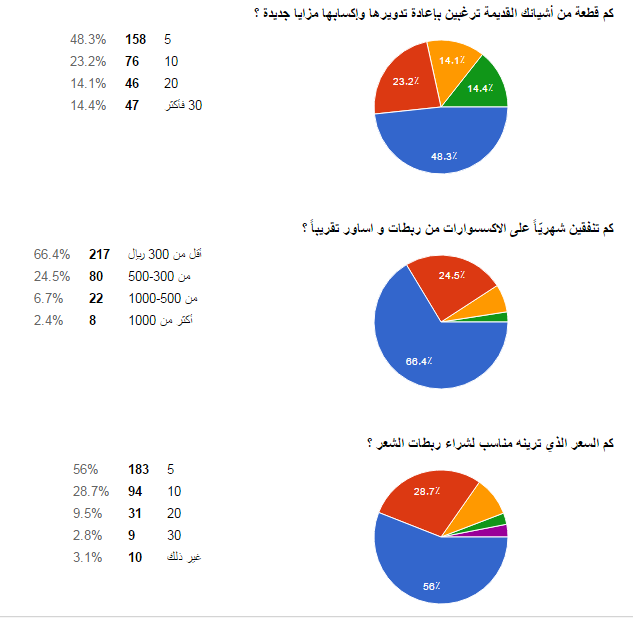 كم قطعة من أشيائك القديمة ترغبين بإعادة تدويرها وإكسابها مزايا جديدة ؟
5 158 48.3%
10 76 23.2%
20 46 14.1%
30 فأكثر 47 14.4%
14.1٪
23.2٪
14.4٪
48.3٪
كم تنفقين شهريّاً على الاكسسوارات من ربطات و اساور تقريباً ؟
أقل من 300 ريال 217 66.4%
من 300-500 80 24.5%
من 500-1000 22 6.7%
أكثر من 1000 8 2.4%
24.5٪
66.4٪
كم السعر الذي ترينه مناسب لشراء ربطات الشعر ؟
5 183 56%
10 94 28.7%
20 31 9.5%
30 9 2.8%
غير ذلك 10 3.1%
28.7٪
56٪